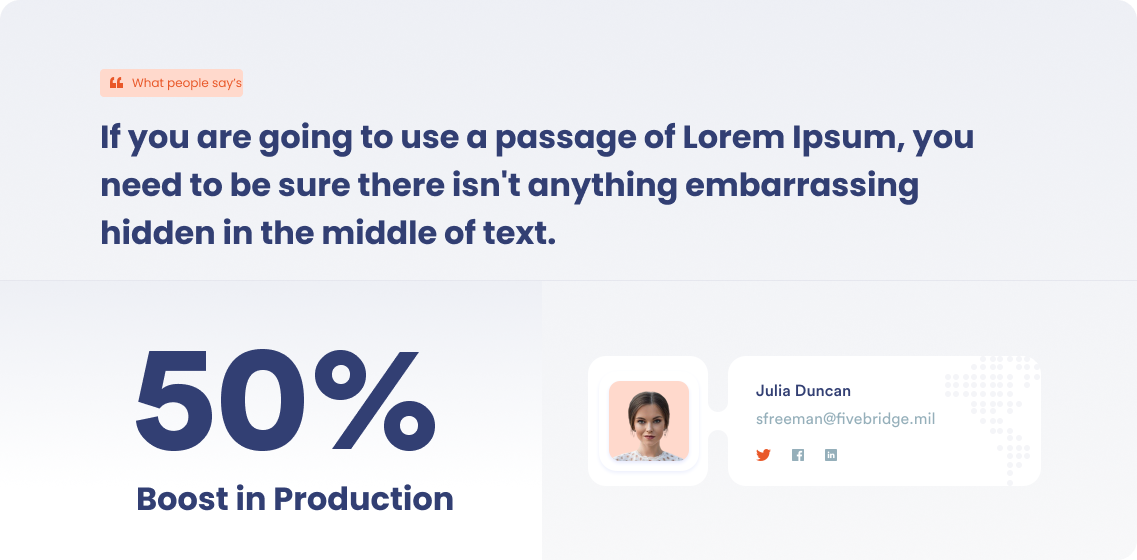 What people say's
If you are going to use a passage of Lorem Ipsum, you
need to be sure there isn't anything embarrassing
hidden in the middle of text.
50%
Boost in Production
Julia Duncan
sfreeman@fivebridge.mil